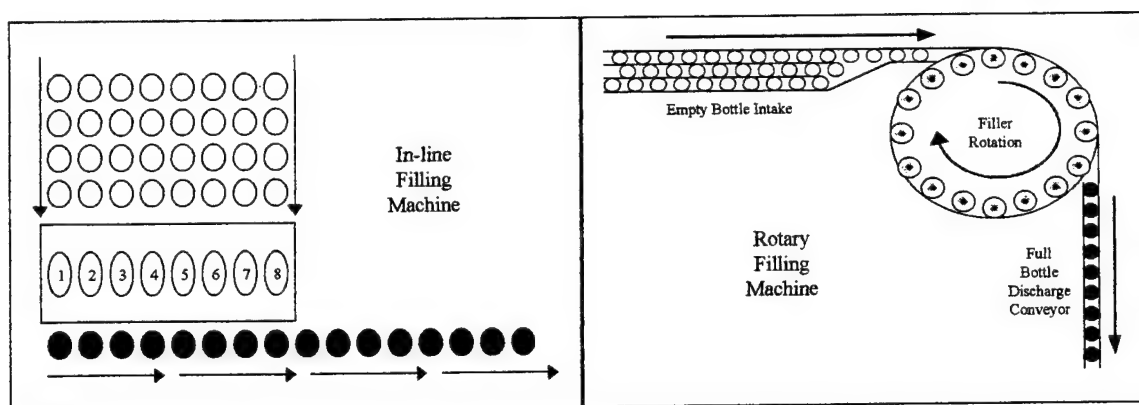 In-line
Filling
Machine
1 2 3 4 5 6 7 8
Empty Bottle Intake
Filler
Rotation
Rotary
Filling
Machine
Full
Bottle
Discharge
Conveyor